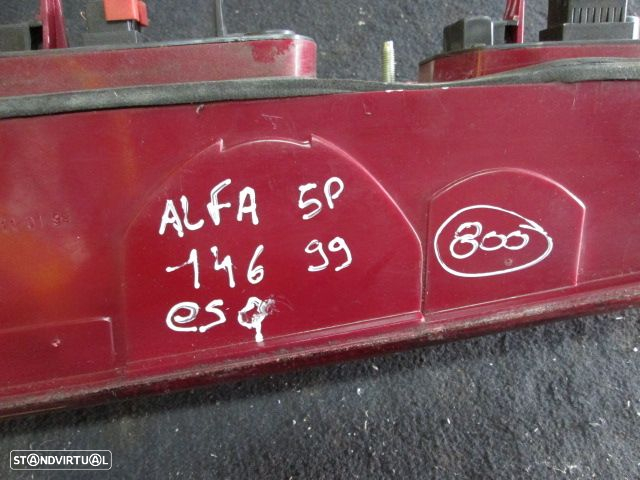 ALFA 5P
146 99
esq
800
STANDVIRTUAL